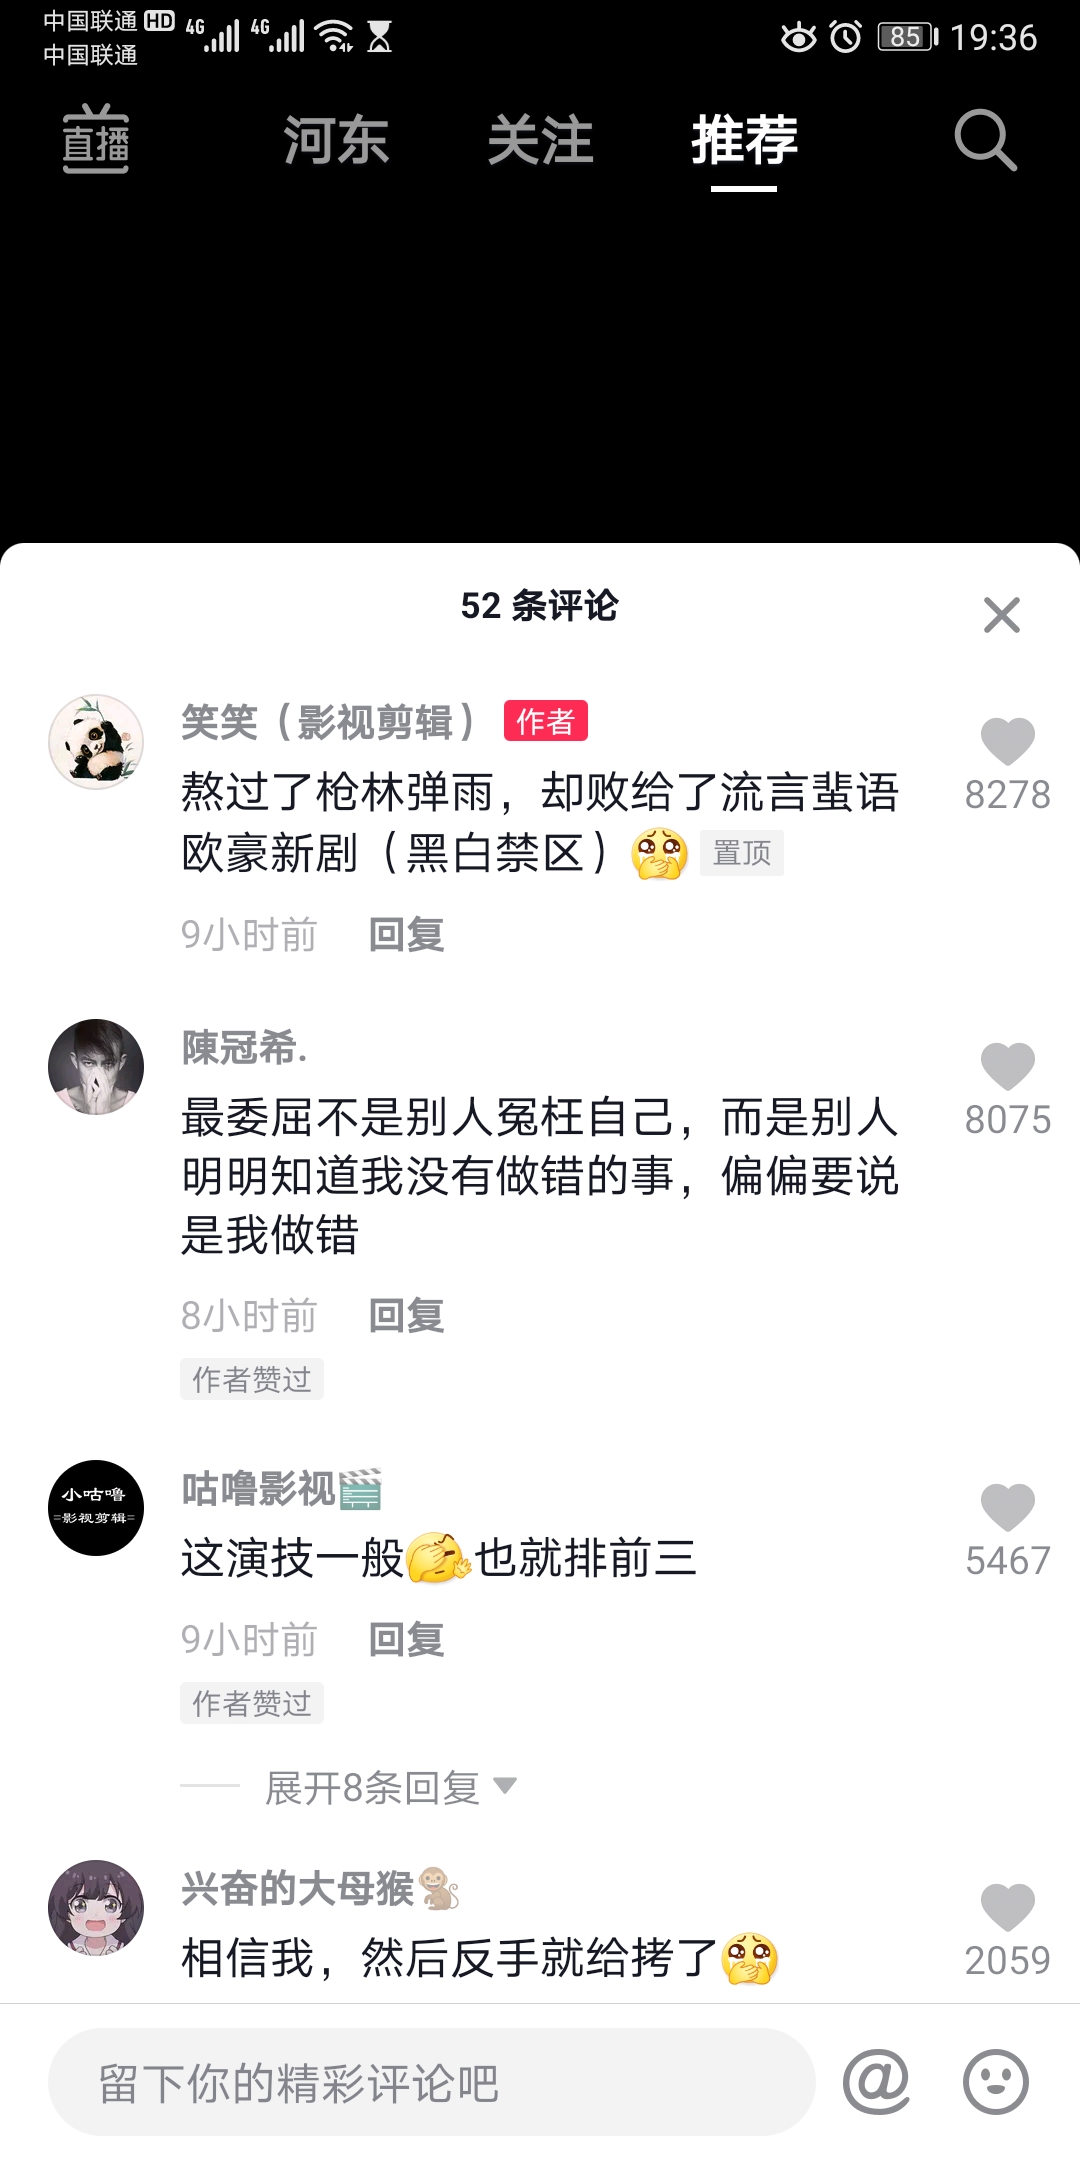 中国联通 HD 4G 4G 85 19:36
中国联通
直播 河东 关注 推荐
52 条评论
笑笑（影视剪辑） 作者
熬过了枪林弹雨，却败给了流言蜚语
8278
欧豪新剧（黑白禁区） 置顶
9小时前 回复
陳冠希.
最委屈不是别人冤枉自己，而是别人
8075
明明知道我没有做错的事，偏偏要说
是我做错
8小时前 回复
作者赞过
小咕噜
=影视剪辑=
咕噜影视
这演技一般也就排前三
5467
9小时前 回复
作者赞过
展开8条回复
兴奋的大母猴
相信我，然后反手就给拷了
2059
留下你的精彩评论吧 @